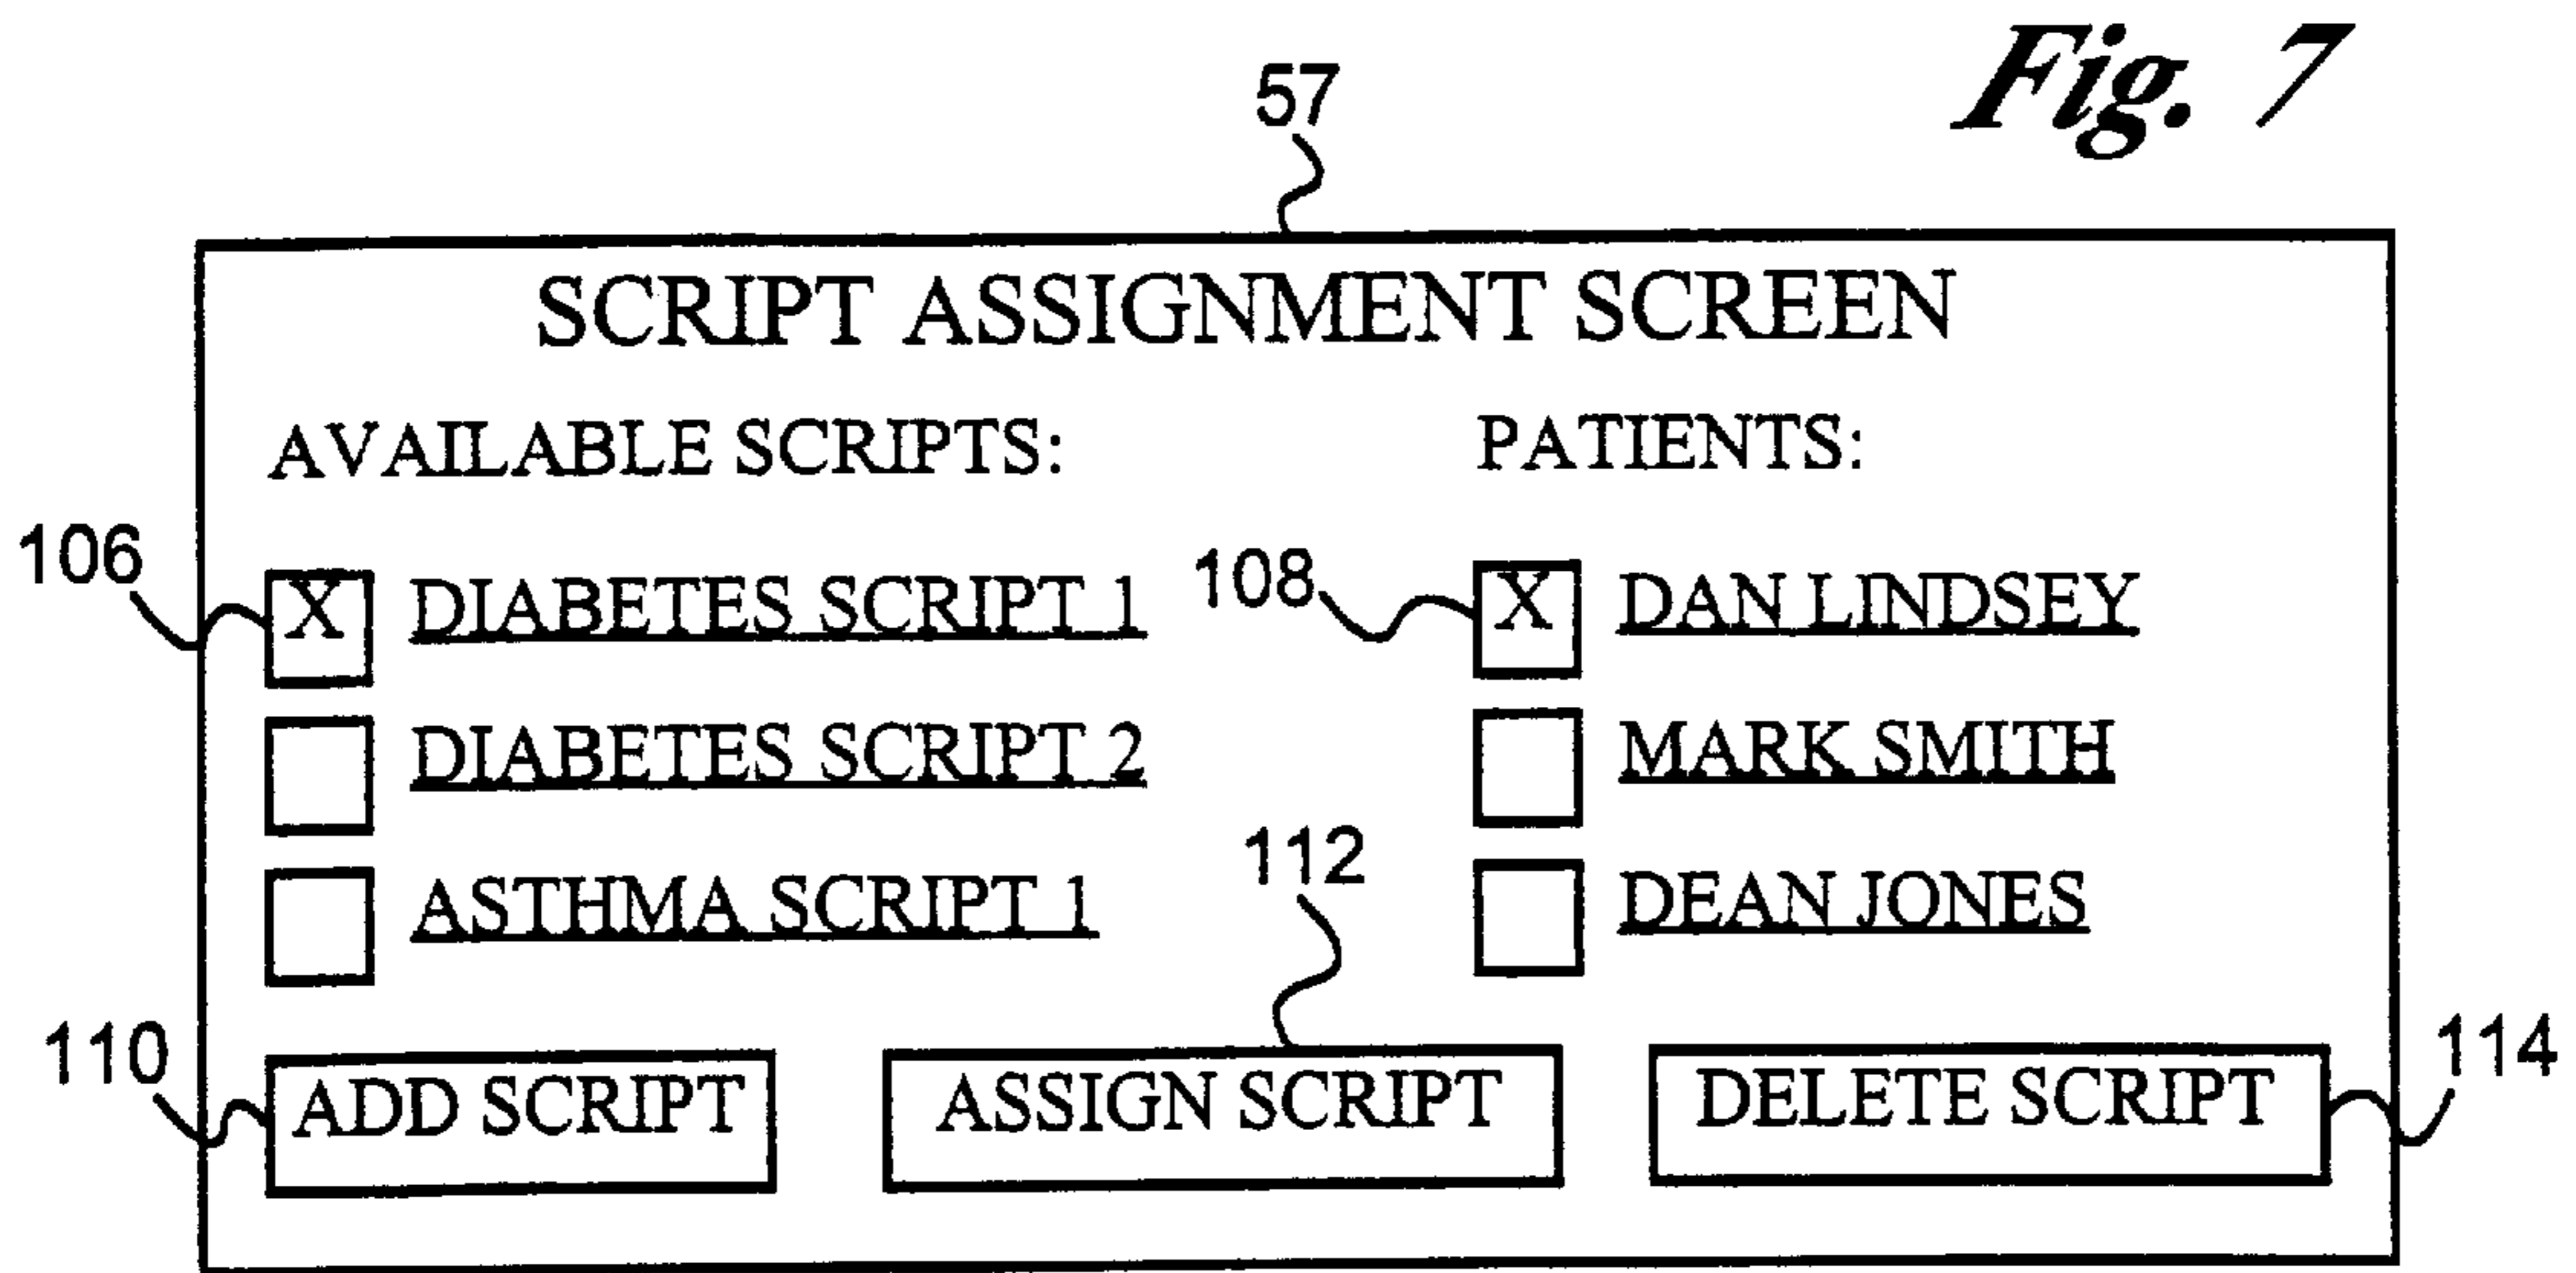 Fig. 7
57
SCRIPT ASSIGNMENT SCREEN
AVAILABLE SCRIPTS: PATIENTS:
106 X DIABETES SCRIPT 1 108 X DAN LINDSEY
DIABETES SCRIPT 2 MARK SMITH
112
ASTHMA SCRIPT 1 DEAN JONES
110 ADD SCRIPT ASSIGN SCRIPT DELETE SCRIPT 114